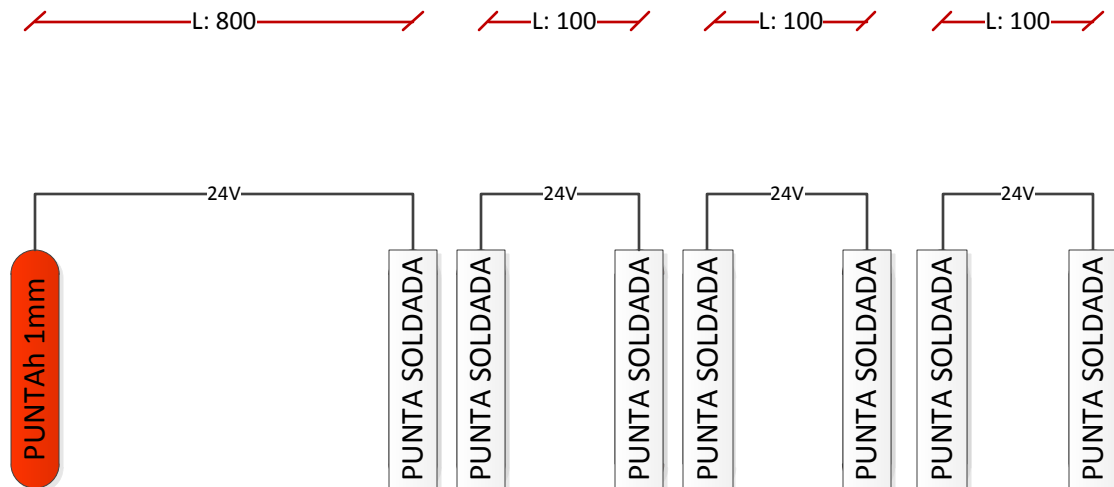 L: 800
L: 100
L: 100
L: 100
24V
24V
24V
24V
PUNTAh 1mm
PUNTA SOLDADA
PUNTA SOLDADA
PUNTA SOLDADA
PUNTA SOLDADA
PUNTA SOLDADA
PUNTA SOLDADA
PUNTA SOLDADA